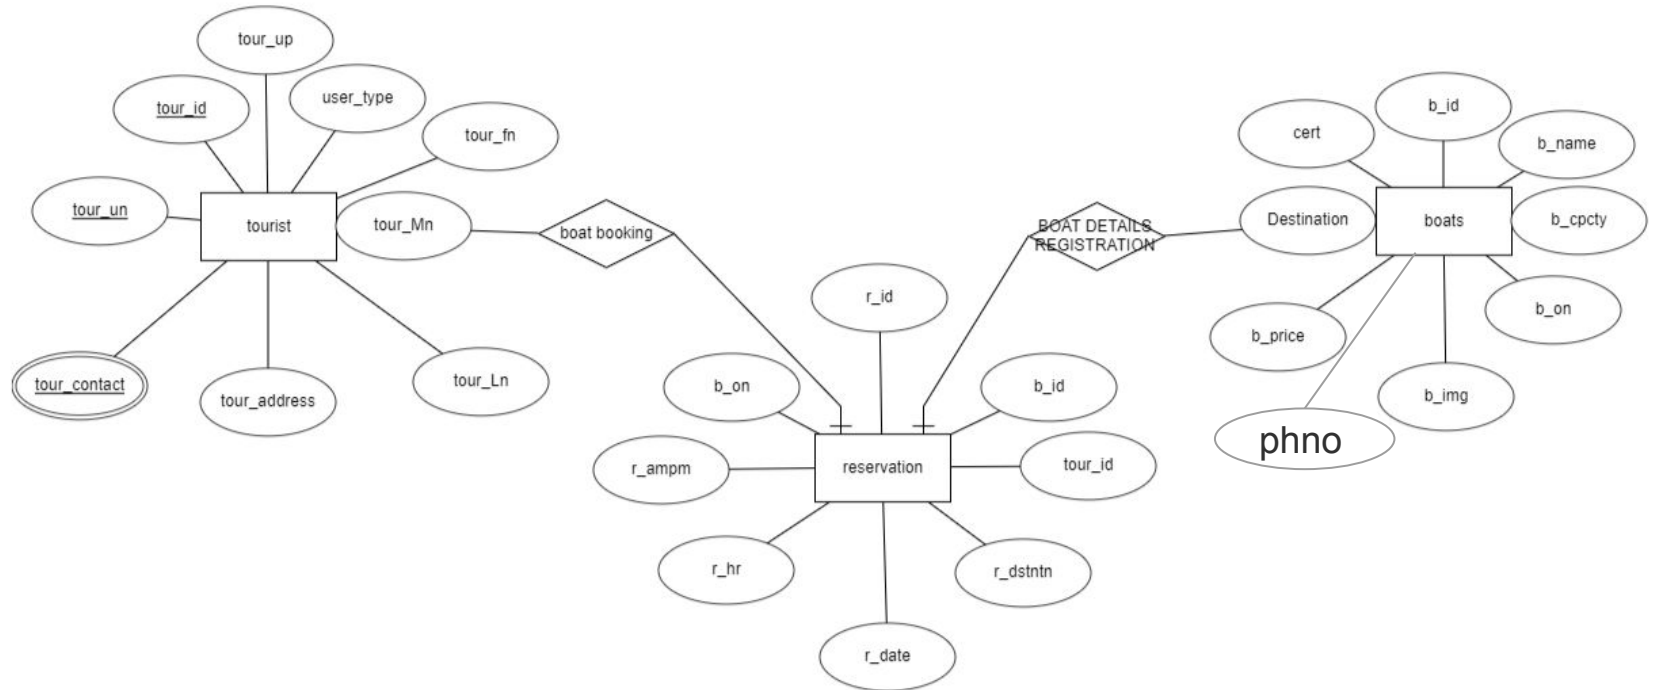 tour_up
tour_id
user_type
tour_fn
tour_un
tourist
tour_Mn
tour_contact
tour_address
tour_Ln
boat booking
BOAT DETAILS
REGISTRATION
cert
b_id
b_name
Destination
boats
b_cpcty
b_price
b_on
b_img
phno
r_id
b_on
b_id
r_ampm
reservation
tour_id
r_hr
r_dstntn
r_date